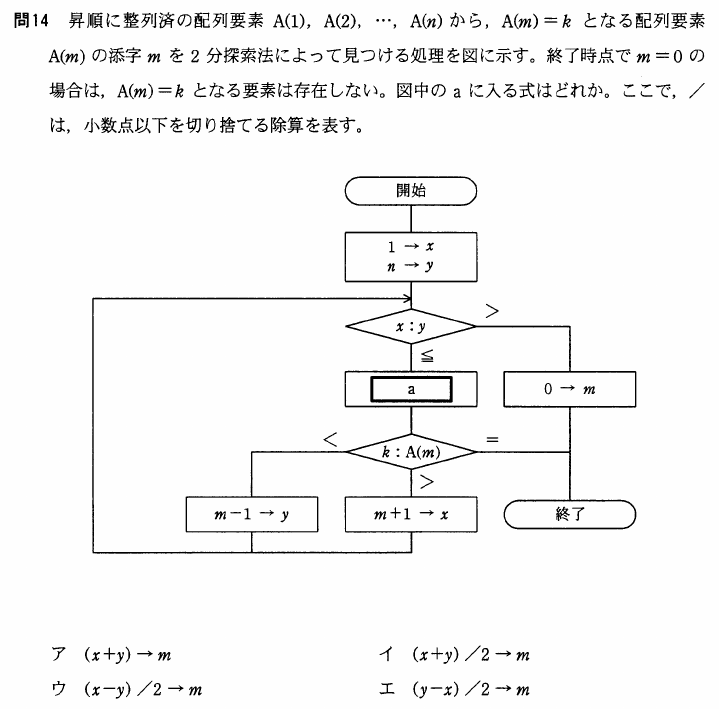 問14 昇順に整列済の配列要素 A(1), A(2), …, A(n) から, A(m)=k となる配列要素
A(m) の添字 m を2分探索法によって見つける処理を図に示す。終了時点で m=0 の
場合は, A(m)=k となる要素は存在しない。図中の a に入る式はどれか。ここで, ／
は, 小数点以下を切り捨てる除算を表す。
開始
1 → x
n → y
x : y
>
≦
a
0 → m
k : A(m)
<
=
>
m−1 → y
m+1 → x
終了
ア (x+y) → m
イ (x+y) ／2 → m
ウ (x−y) ／2 → m
エ (y−x) ／2 → m